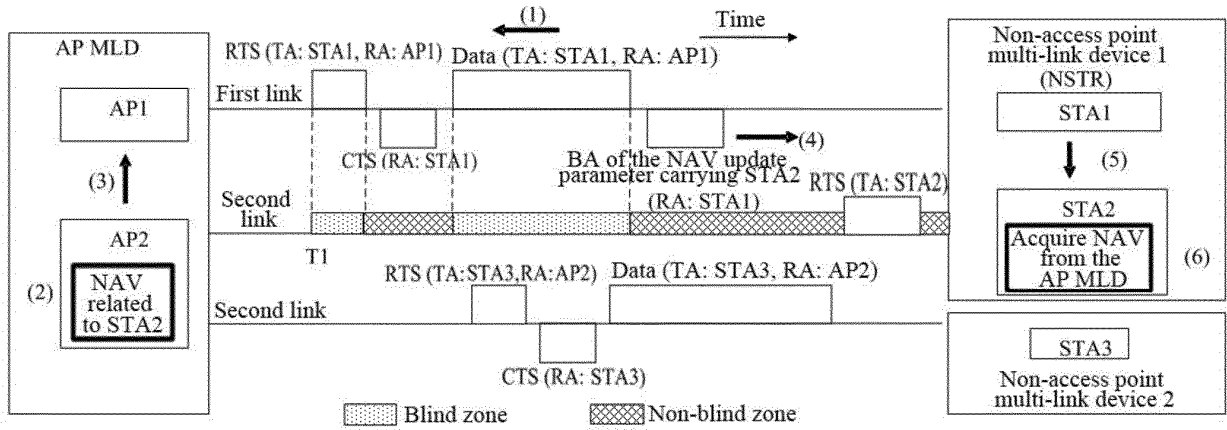 AP MLD
AP1
(3)
AP2
(2)
NAV
related
to STA2
(1)
Time
RTS (TA: STA1, RA: AP1)
Data (TA: STA1, RA: AP1)
First link
CTS (RA: STA1)
(4)
BA of the NAV update
parameter carrying STA2
(RA: STA1)
RTS (TA: STA2)
Second
link
T1
RTS (TA:STA3,RA:AP2)
Data (TA: STA3, RA: AP2)
Second link
CTS (RA: STA3)
Blind zone
Non-blind zone
Non-access point
multi-link device 1
(NSTR)
STA1
(5)
STA2
Acquire NAV
from the
AP MLD
(6)
STA3
Non-access point
multi-link device 2